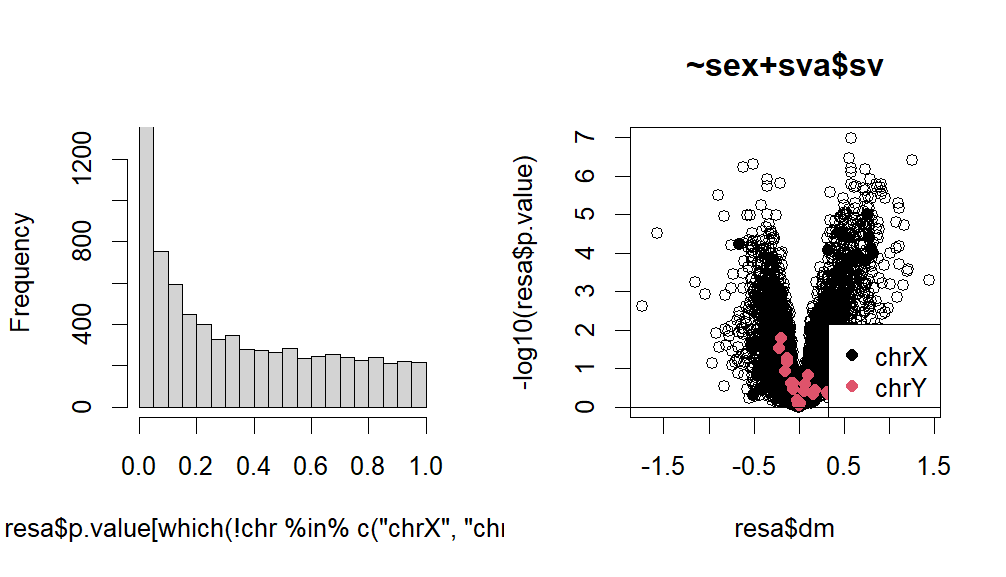 Frequency
0
400
800
1200
0.0 0.2 0.4 0.6 0.8 1.0
resa$p.value[which(!chr %in% c("chrX", "chr
~sex+sva$sv
-log10(resa$p.value)
0
1
2
3
4
5
6
7
chrX
chrY
-1.5 -0.5 0.5 1.5
resa$dm